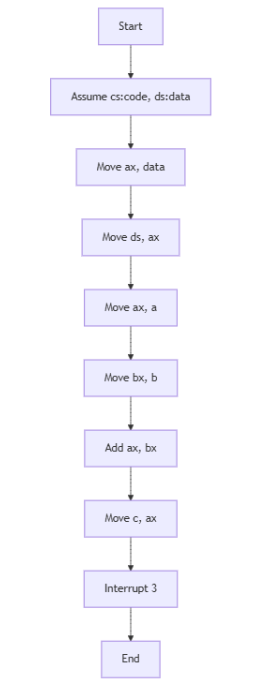 Start
Assume cs:code, ds:data
Move ax, data
Move ds, ax
Move ax, a
Move bx, b
Add ax, bx
Move c, ax
Interrupt 3
End